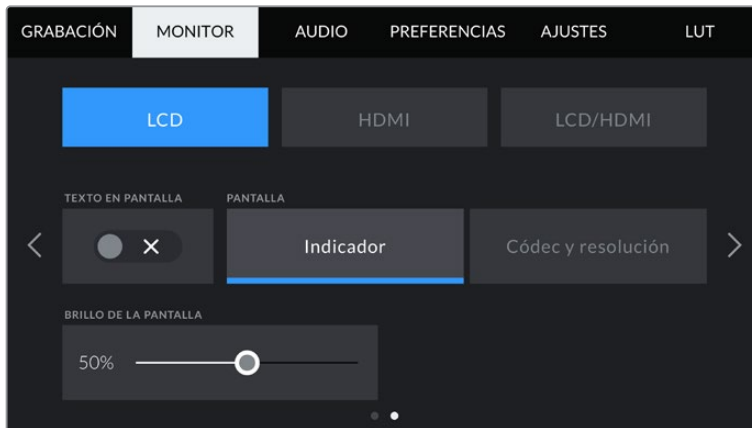 GRABACIÓN MONITOR AUDIO PREFERENCIAS AJUSTES LUT
LCD HDMI LCD/HDMI
TEXTO EN PANTALLA PANTALLA
Indicador Códec y resolución
BRILLO DE LA PANTALLA
50%